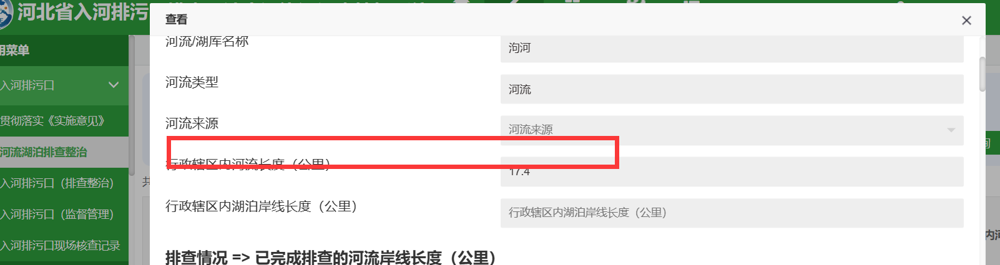 河北省入河排污
查看
用菜单
河流/湖库名称
泃河
入河排污口
河流类型
河流
贯彻落实《实施意见》
河流来源
河流来源
河流湖泊排查整治
行政辖区内河流长度（公里）
17.4
入河排污口（排查整治）
共
行政辖区内湖泊岸线长度（公里）
行政辖区内湖泊岸线长度（公里）
入河排污口（监督管理）
内河
入河排污口现场核查记录
排查情况 => 已完成排查的河流岸线长度（公里）